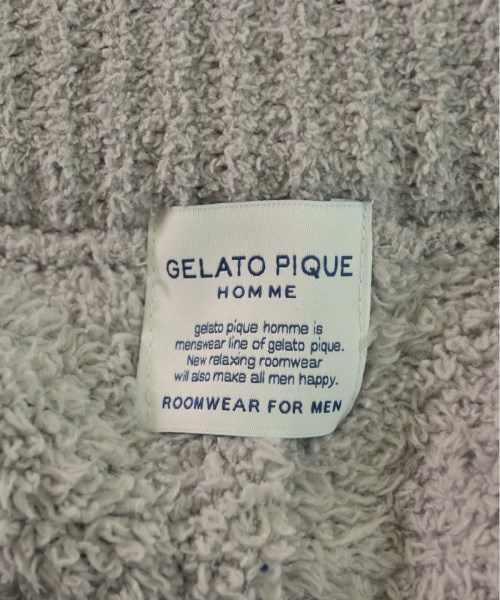 GELATO PIQUE
HOMME
gelato pique homme is
menswear line of gelato pique.
New relaxing roomwear
will also make all men happy.
ROOMWEAR FOR MEN